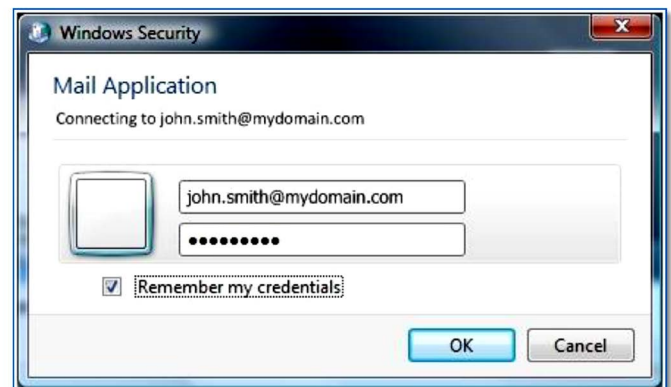 Windows Security
Mail Application
Connecting to john.smith@mydomain.com
john.smith@mydomain.com
●●●●●●●●●
Remember my credentials
OK Cancel